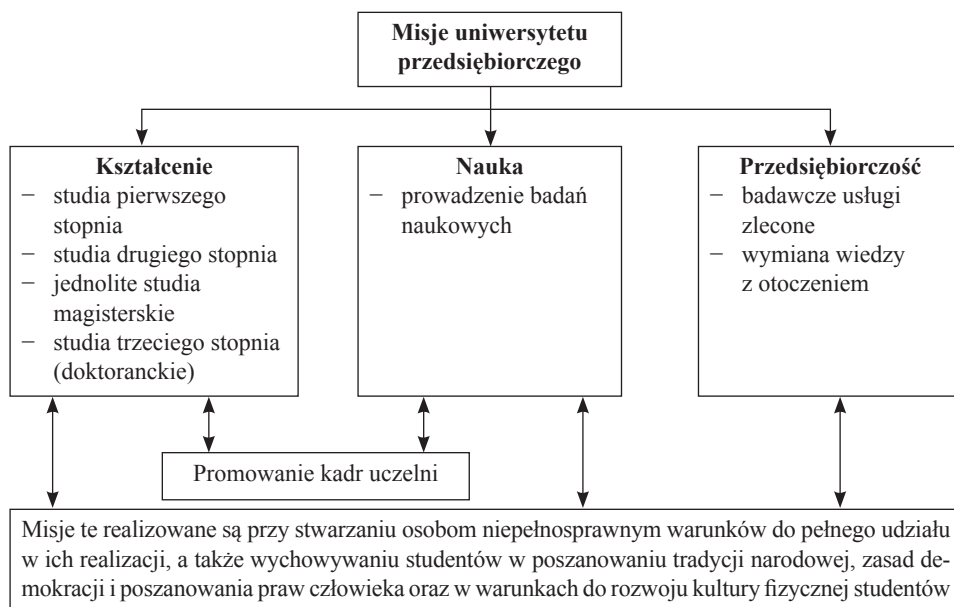 Misje uniwersytetu
przedsiębiorczego
Kształcenie
– studia pierwszego
stopnia
– studia drugiego stopnia
– jednolite studia
magisterskie
– studia trzeciego stopnia
(doktoranckie)
Nauka
– prowadzenie badań
naukowych
Przedsiębiorczość
– badawcze usługi
zlecone
– wymiana wiedzy
z otoczeniem
Promowanie kadr uczelni
Misje te realizowane są przy stwarzaniu osobom niepełnosprawnym warunków do pełnego udziału
w ich realizacji, a także wychowywaniu studentów w poszanowaniu tradycji narodowej, zasad de-
mokracji i poszanowania praw człowieka oraz w warunkach do rozwoju kultury fizycznej studentów